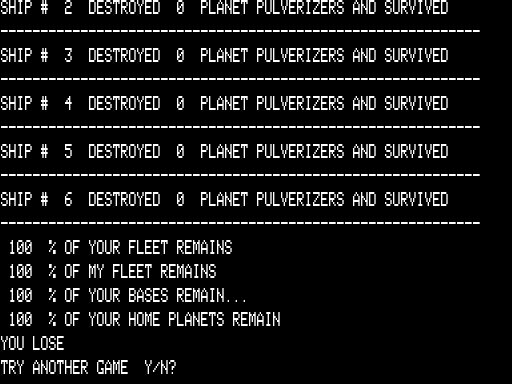 SHIP #  2  DESTROYED  0  PLANET PULVERIZERS AND SURVIVED
------------------------------------------------------------
SHIP #  3  DESTROYED  0  PLANET PULVERIZERS AND SURVIVED
------------------------------------------------------------
SHIP #  4  DESTROYED  0  PLANET PULVERIZERS AND SURVIVED
------------------------------------------------------------
SHIP #  5  DESTROYED  0  PLANET PULVERIZERS AND SURVIVED
------------------------------------------------------------
SHIP #  6  DESTROYED  0  PLANET PULVERIZERS AND SURVIVED
------------------------------------------------------------
 100  % OF YOUR FLEET REMAINS
 100  % OF MY FLEET REMAINS
 100  % OF YOUR BASES REMAIN...
 100  % OF YOUR HOME PLANETS REMAIN
YOU LOSE
TRY ANOTHER GAME  Y/N?